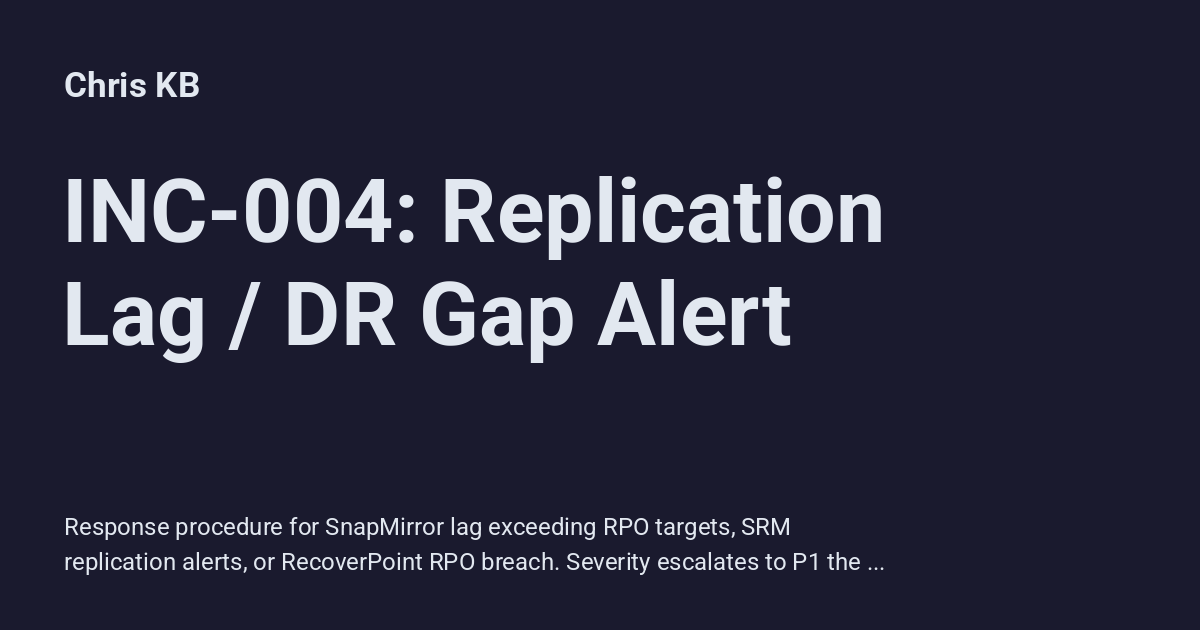 Chris KB
INC-004: Replication
Lag / DR Gap Alert
Response procedure for SnapMirror lag exceeding RPO targets, SRM
replication alerts, or RecoverPoint RPO breach. Severity escalates to P1 the ...